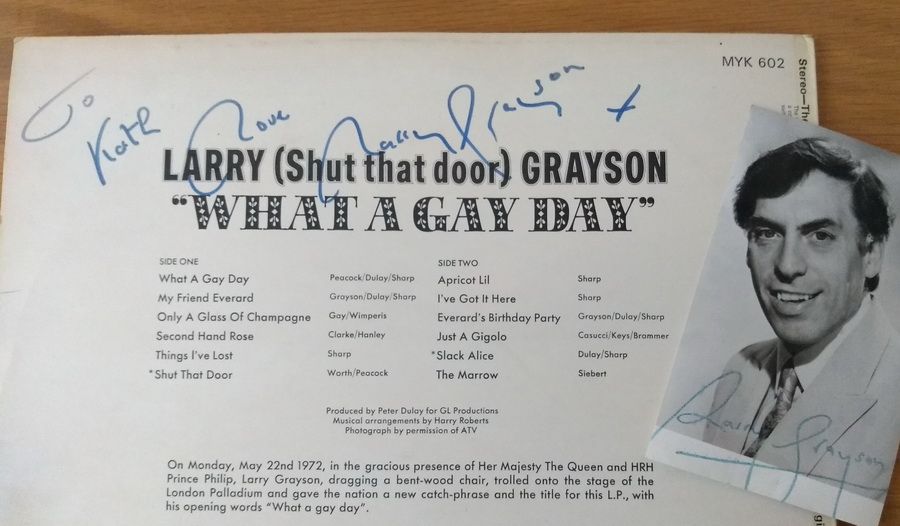 MYK 602
Stereo—The
To
Kath
Love
Larry Grayson x
LARRY (Shut that door) GRAYSON
“WHAT A GAY DAY”
SIDE ONE
What A Gay Day Peacock/Dulay/Sharp
My Friend Everard Grayson/Dulay/Sharp
Only A Glass Of Champagne Gay/Wimperis
Second Hand Rose Clarke/Hanley
Things I've Lost Sharp
*Shut That Door Worth/Peacock
SIDE TWO
Apricot Lil Sharp
I've Got It Here Sharp
Everard's Birthday Party Grayson/Dulay/Sharp
Just A Gigolo Casucci/Keys/Brammer
*Slack Alice Dulay/Sharp
The Marrow Siebert
Produced by Peter Dulay for GL Productions
Musical arrangements by Harry Roberts
Photograph by permission of ATV
On Monday, May 22nd 1972, in the gracious presence of Her Majesty The Queen and HRH
Prince Philip, Larry Grayson, dragging a bent-wood chair, trolled onto the stage of the
London Palladium and gave the nation a new catch-phrase and the title for this L.P., with
his opening words “What a gay day”.
Larry Grayson